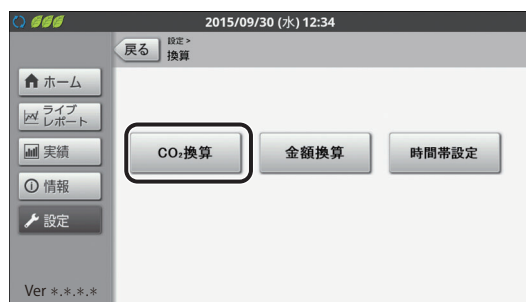 2015/09/30 (水) 12:34
戻る
設定 >
換算
ホーム
ライブ
レポート
実績
情報
設定
CO₂換算
金額換算
時間帯設定
Ver *.*.*.*